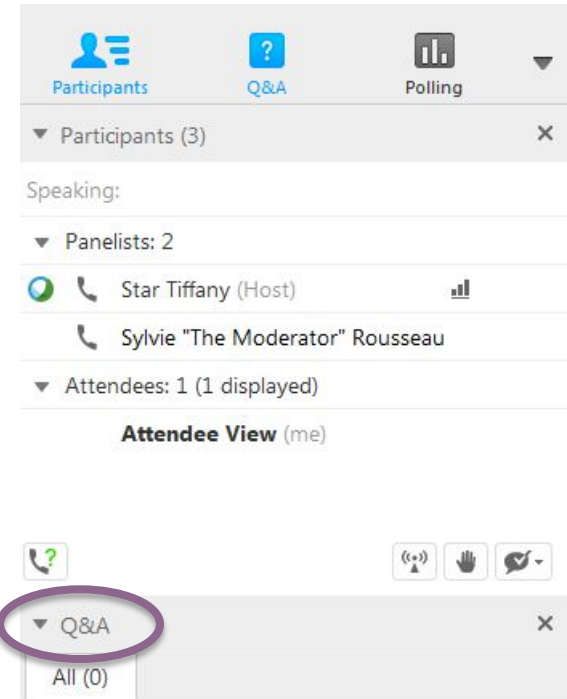 Participants Q&A Polling
Participants (3)
Speaking:
Panelists: 2
Star Tiffany (Host)
Sylvie "The Moderator" Rousseau
Attendees: 1 (1 displayed)
Attendee View (me)
Q&A
All (0)